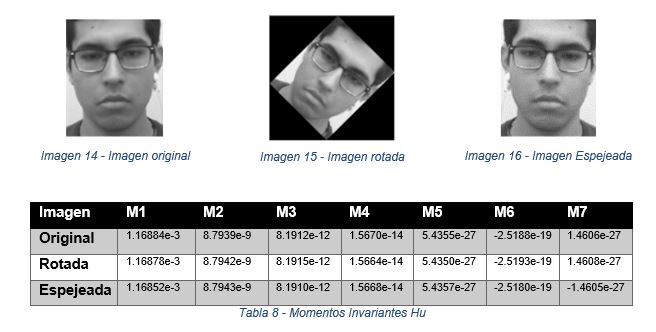 Imagen 14 - Imagen original
Imagen 15 - Imagen rotada
Imagen 16 - Imagen Espejeada
Imagen M1 M2 M3 M4 M5 M6 M7
Original 1.16884e-3 8.7939e-9 8.1912e-12 1.5670e-14 5.4355e-27 -2.5188e-19 1.4606e-27
Rotada 1.16878e-3 8.7942e-9 8.1915e-12 1.5664e-14 5.4350e-27 -2.5193e-19 1.4608e-27
Espejeada 1.16852e-3 8.7943e-9 8.1910e-12 1.5668e-14 5.4357e-27 -2.5180e-19 -1.4605e-27
Tabla 8 - Momentos Invariantes Hu